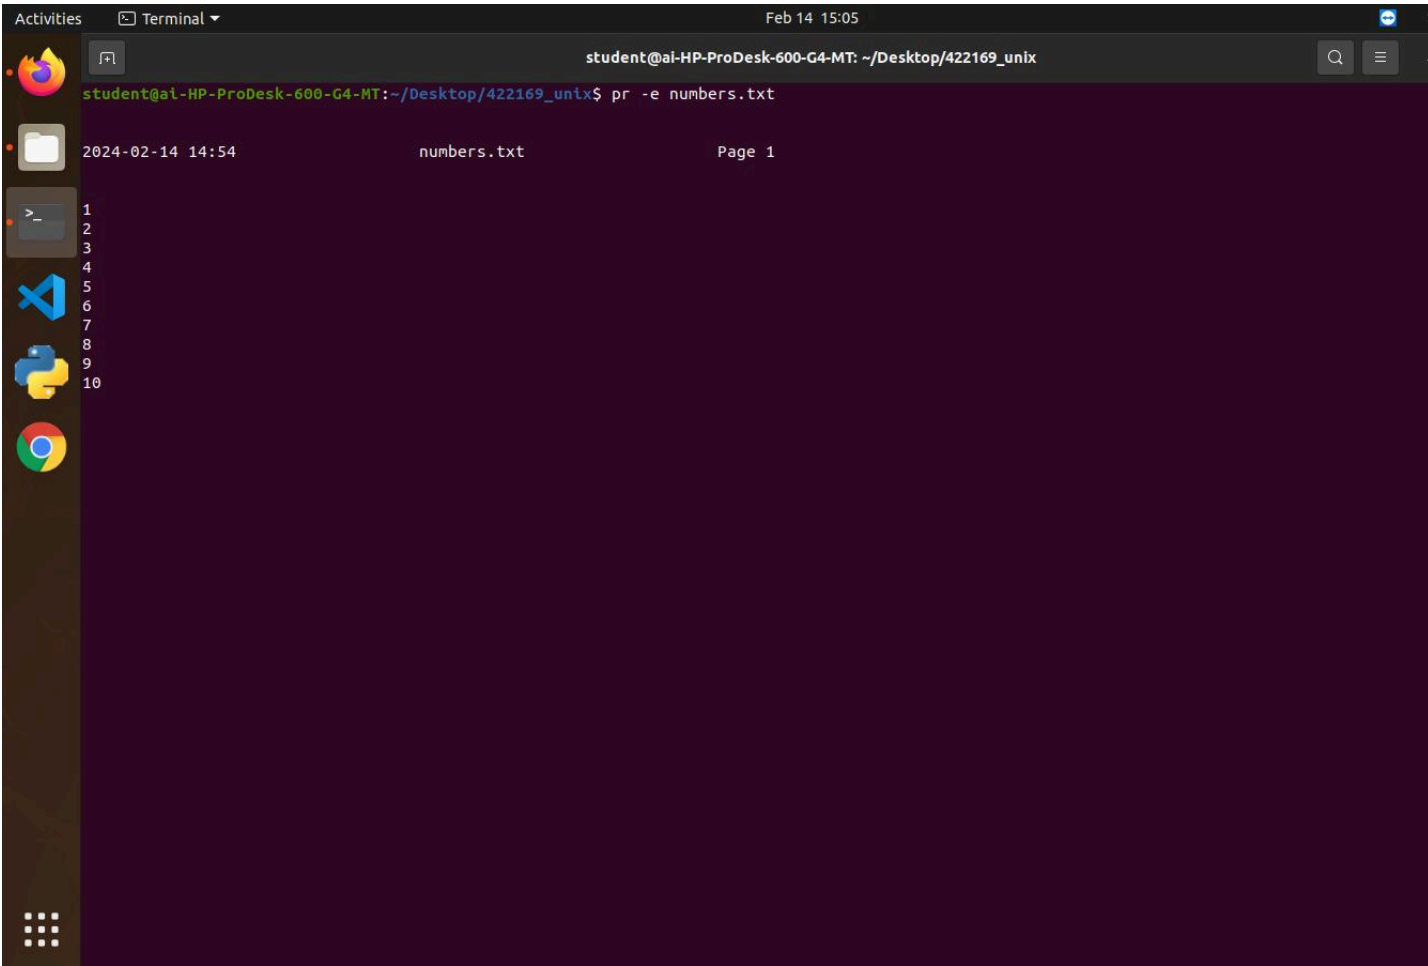 Activities Terminal Feb 14 15:05
student@ai-HP-ProDesk-600-G4-MT: ~/Desktop/422169_unix
student@ai-HP-ProDesk-600-G4-MT:~/Desktop/422169_unix$ pr -e numbers.txt
2024-02-14 14:54 numbers.txt Page 1
1
2
3
4
5
6
7
8
9
10